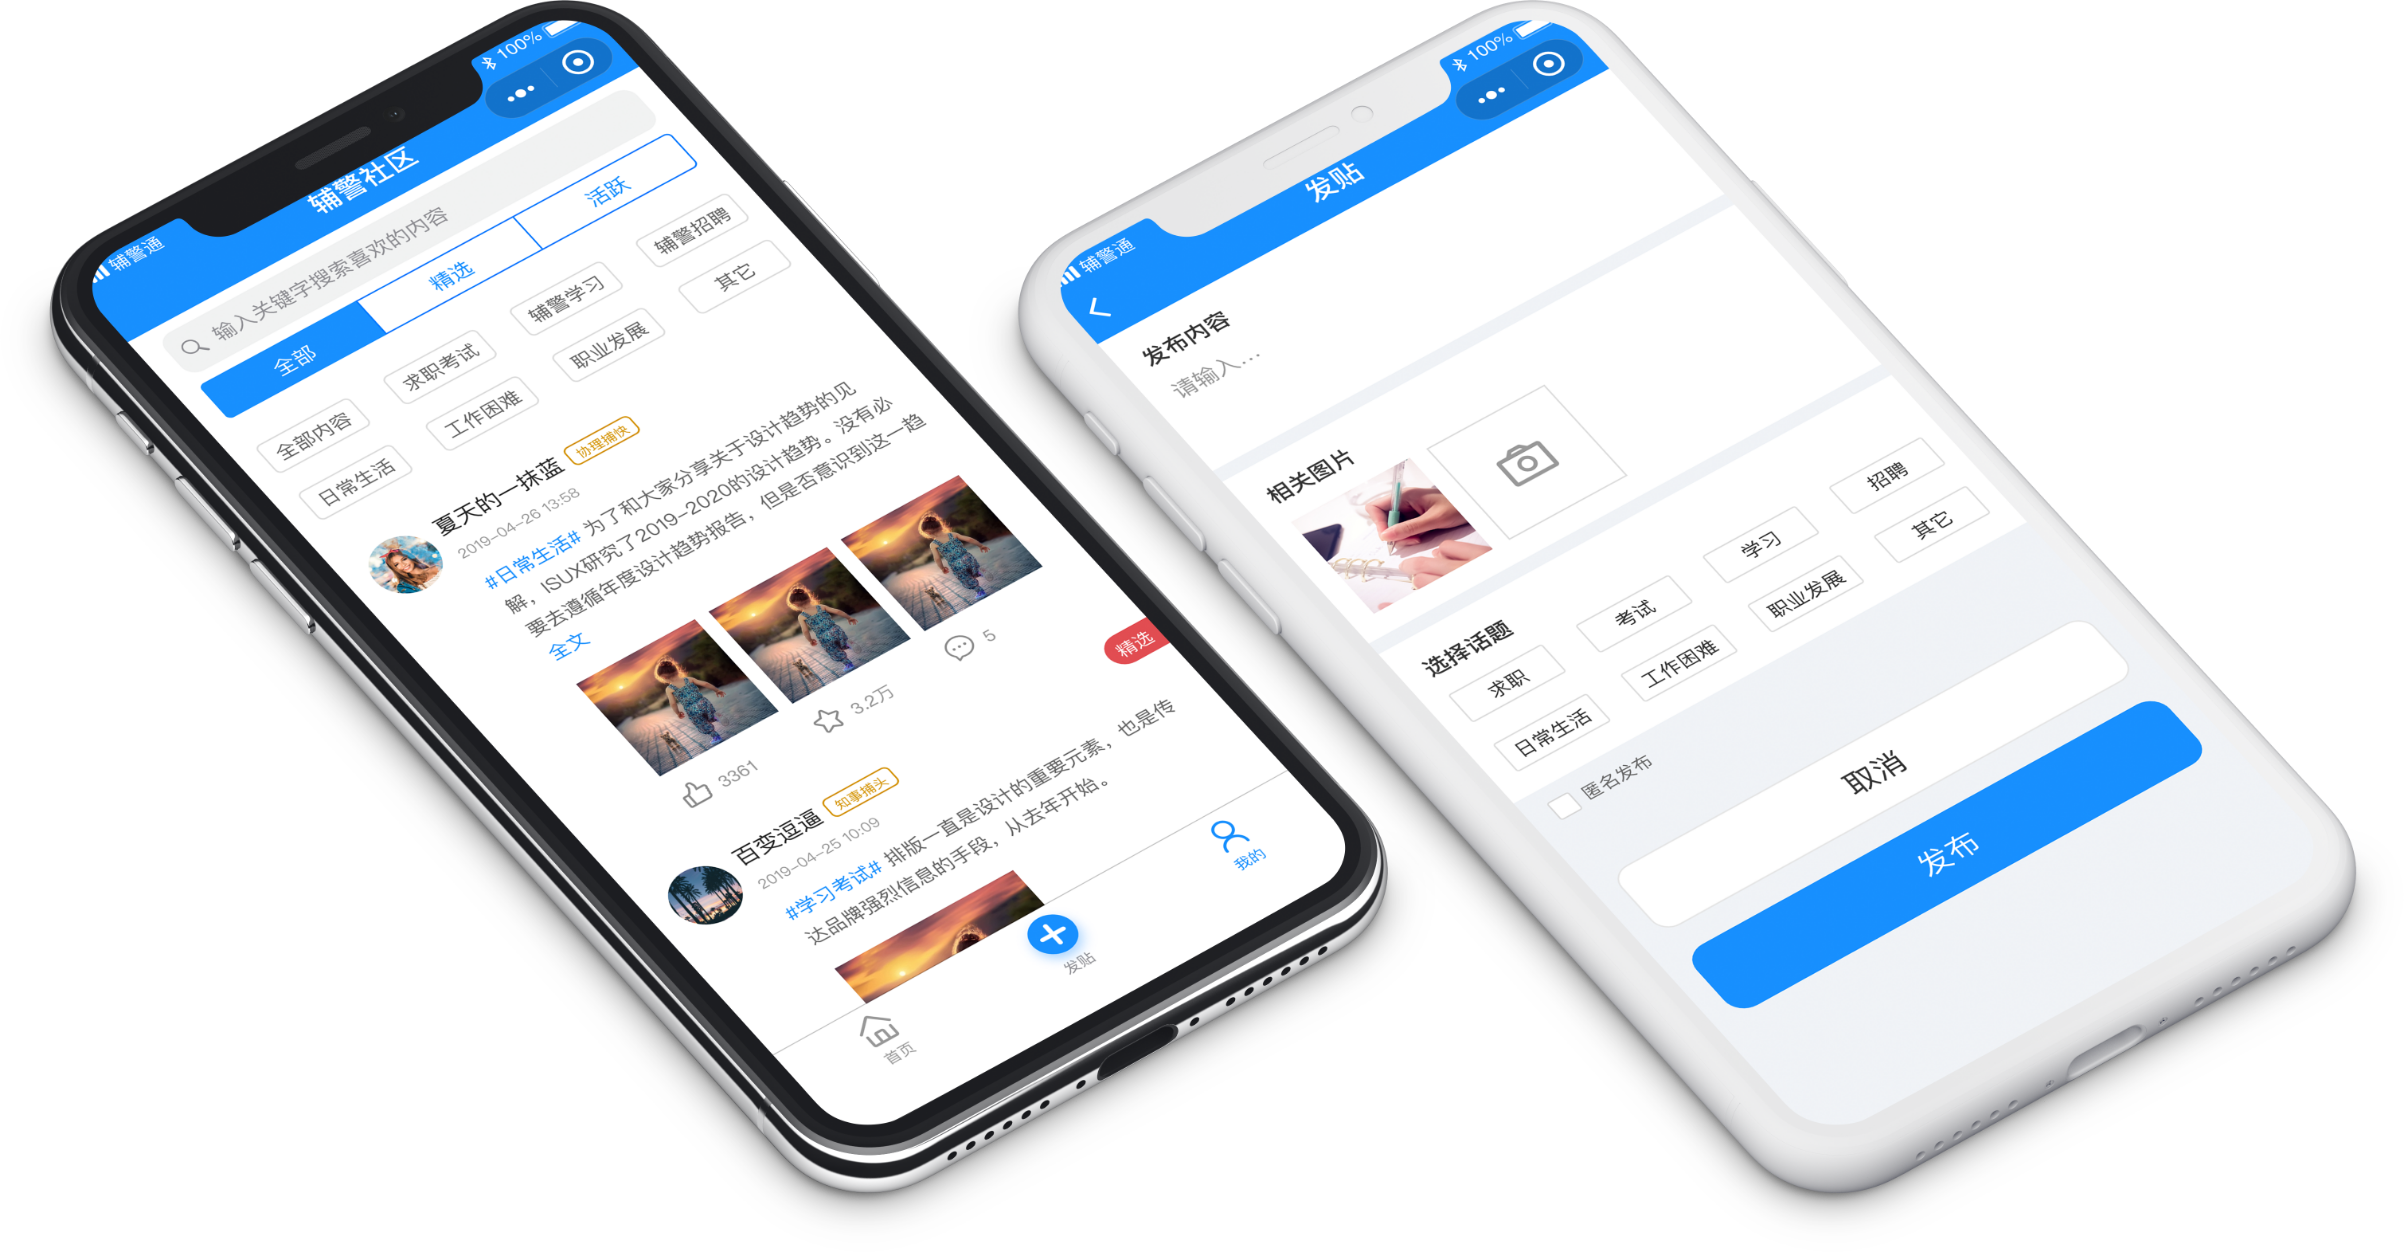 辅警通
100%
辅警社区
输入关键字搜索喜欢的内容
全部
精选
活跃
全部内容
求职考试
辅警学习
辅警招聘
日常生活
工作困难
职业发展
其它
夏天的一抹蓝
协理捕快
2019-04-26 13:58
#日常生活# 为了和大家分享关于设计趋势的见
解，ISUX研究了2019-2020的设计趋势。没有必
要去遵循年度设计趋势报告，但是否意识到这一趋
全文
3361
3.2万
5
精选
百变逗逼
知事捕头
2019-04-25 10:09
#学习考试# 排版一直是设计的重要元素，也是传
达品牌强烈信息的手段，从去年开始。
首页
发贴
我的
辅警通
100%
发贴
发布内容
请输入...
相关图片
选择话题
求职
考试
学习
招聘
日常生活
工作困难
职业发展
其它
匿名发布
取消
发布